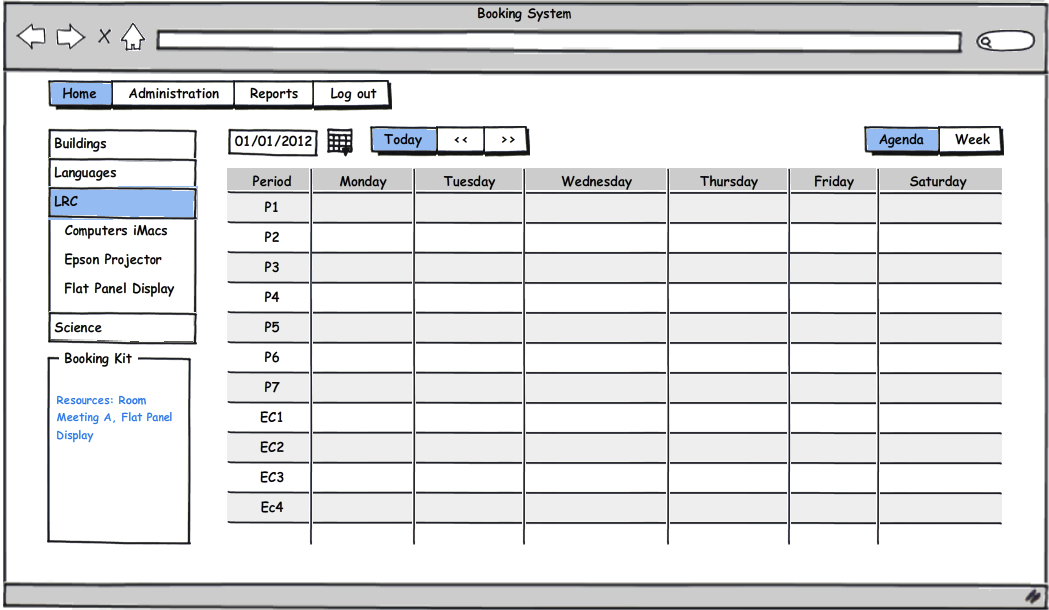 Booking System
Home Administration Reports Log out
01/01/2012 Today << >> Agenda Week
Buildings
Languages
LRC
Computers iMacs
Epson Projector
Flat Panel Display
Science
Booking Kit
Resources: Room
Meeting A, Flat Panel
Display
Period Monday Tuesday Wednesday Thursday Friday Saturday
P1
P2
P3
P4
P5
P6
P7
EC1
EC2
EC3
Ec4